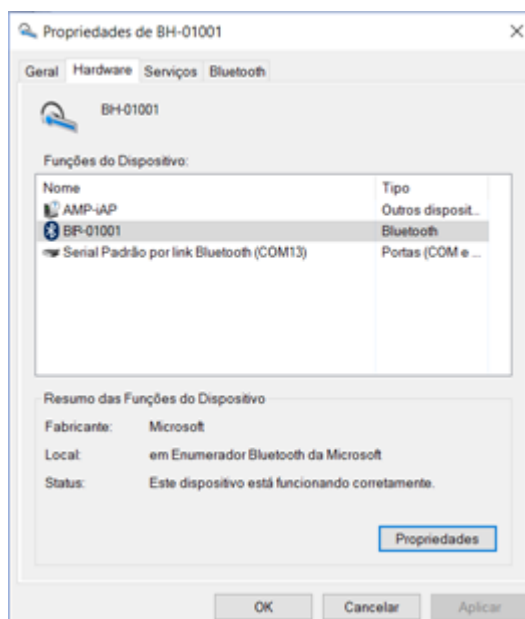 Propriedades de BH-01001
Geral Hardware Serviços Bluetooth
BH-01001
Funções do Dispositivo:
Nome Tipo
AMP-iAP Outros disposit...
BH-01001 Bluetooth
Serial Padrão por link Bluetooth (COM13) Portas (COM e ...
Resumo das Funções do Dispositivo
Fabricante: Microsoft
Local: em Enumerador Bluetooth da Microsoft
Status: Este dispositivo está funcionando corretamente.
Propriedades
OK Cancelar Aplicar